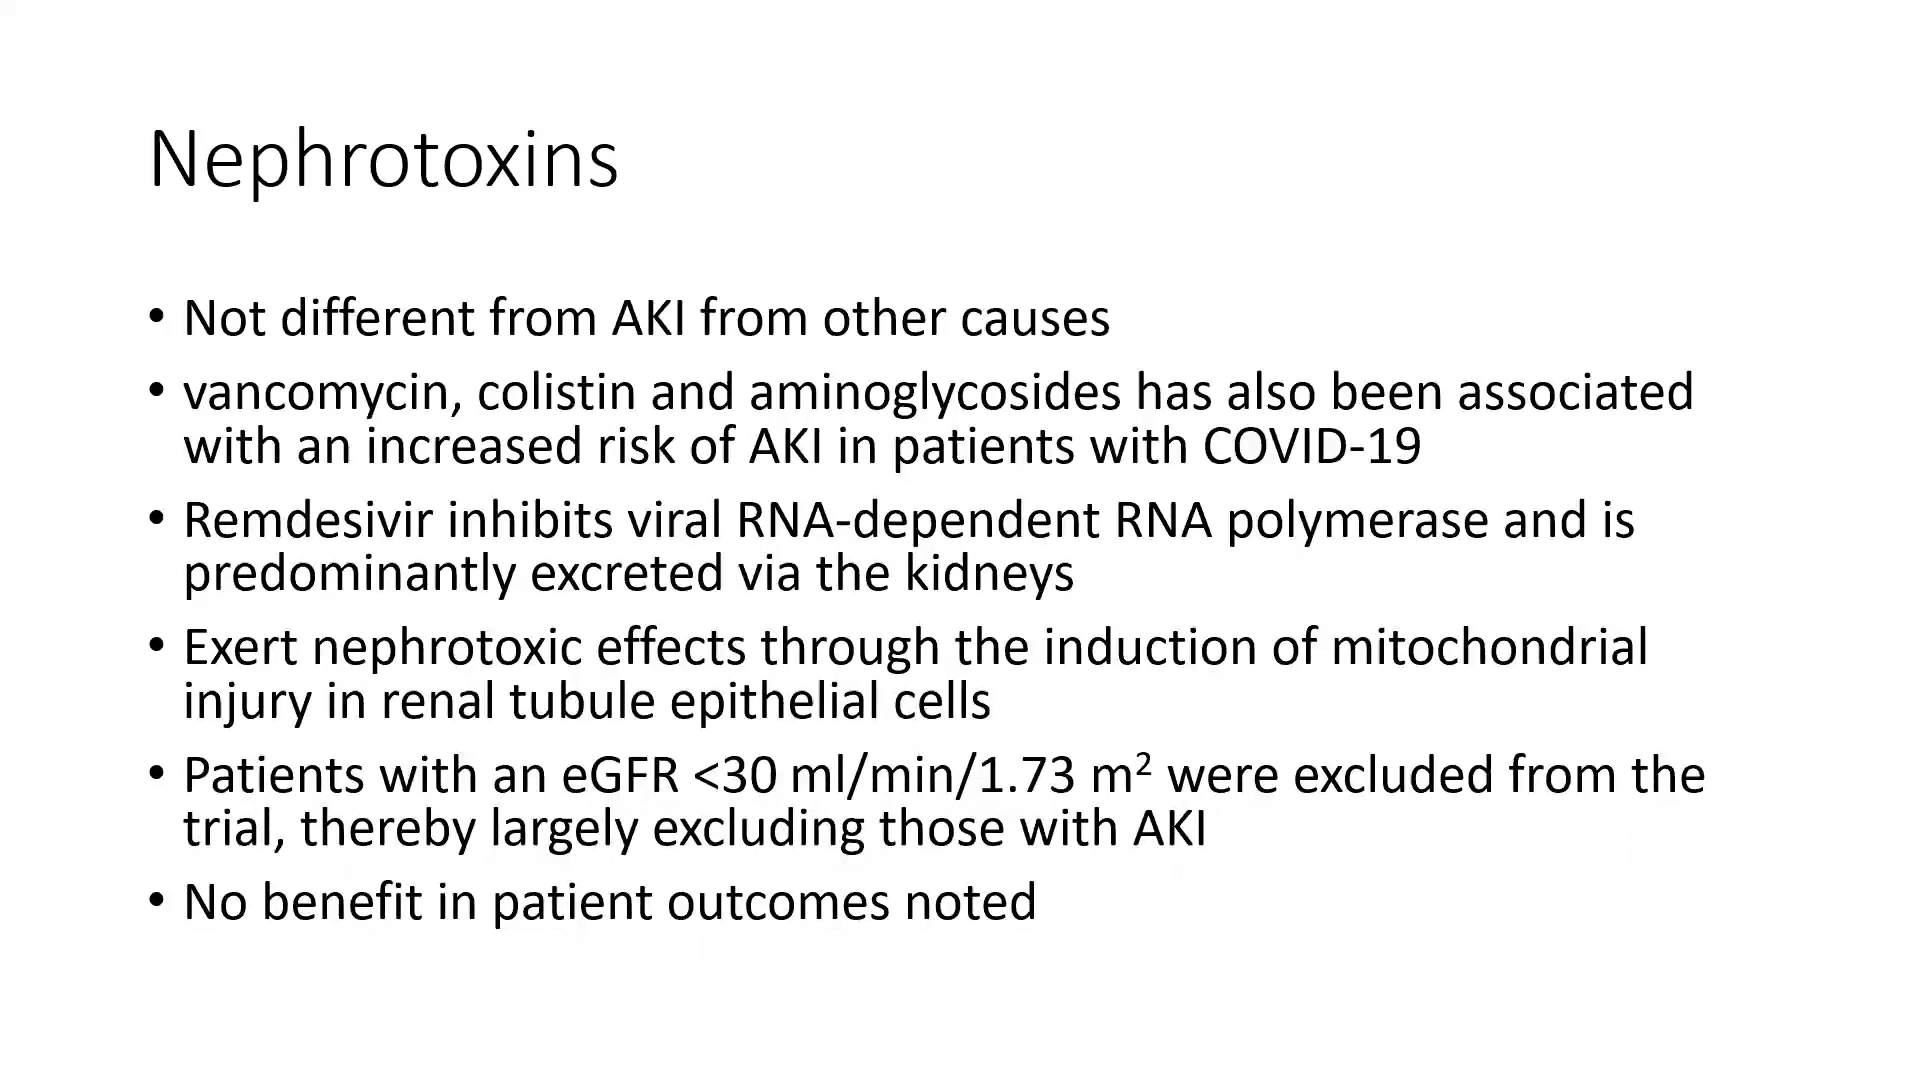 Nephrotoxins
• Not different from AKI from other causes
• vancomycin, colistin and aminoglycosides has also been associated
with an increased risk of AKI in patients with COVID-19
• Remdesivir inhibits viral RNA-dependent RNA polymerase and is
predominantly excreted via the kidneys
• Exert nephrotoxic effects through the induction of mitochondrial
injury in renal tubule epithelial cells
• Patients with an eGFR <30 ml/min/1.73 m² were excluded from the
trial, thereby largely excluding those with AKI
• No benefit in patient outcomes noted